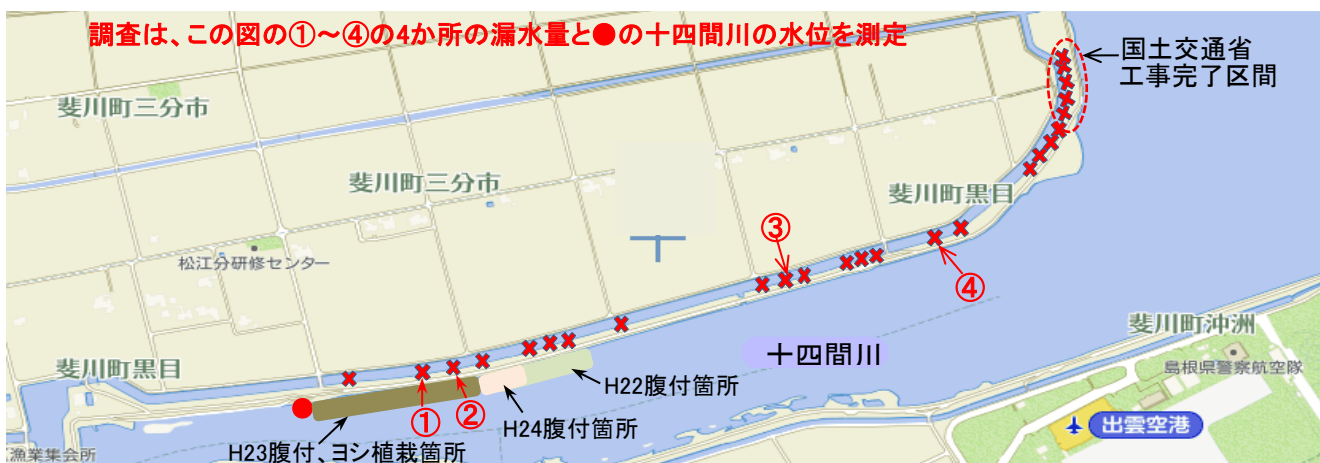 調査は、この図の①～④の4か所の漏水量と●の十四間川の水位を測定
国土交通省
工事完了区間
斐川町三分市
斐川町三分市
斐川町黒目
③
松江分研修センター
④
斐川町沖洲
十四間川
島根県警察航空隊
斐川町黒目
H22腹付箇所
①
②
H24腹付箇所
出雲空港
H23腹付、ヨシ植栽箇所
漁業集会所